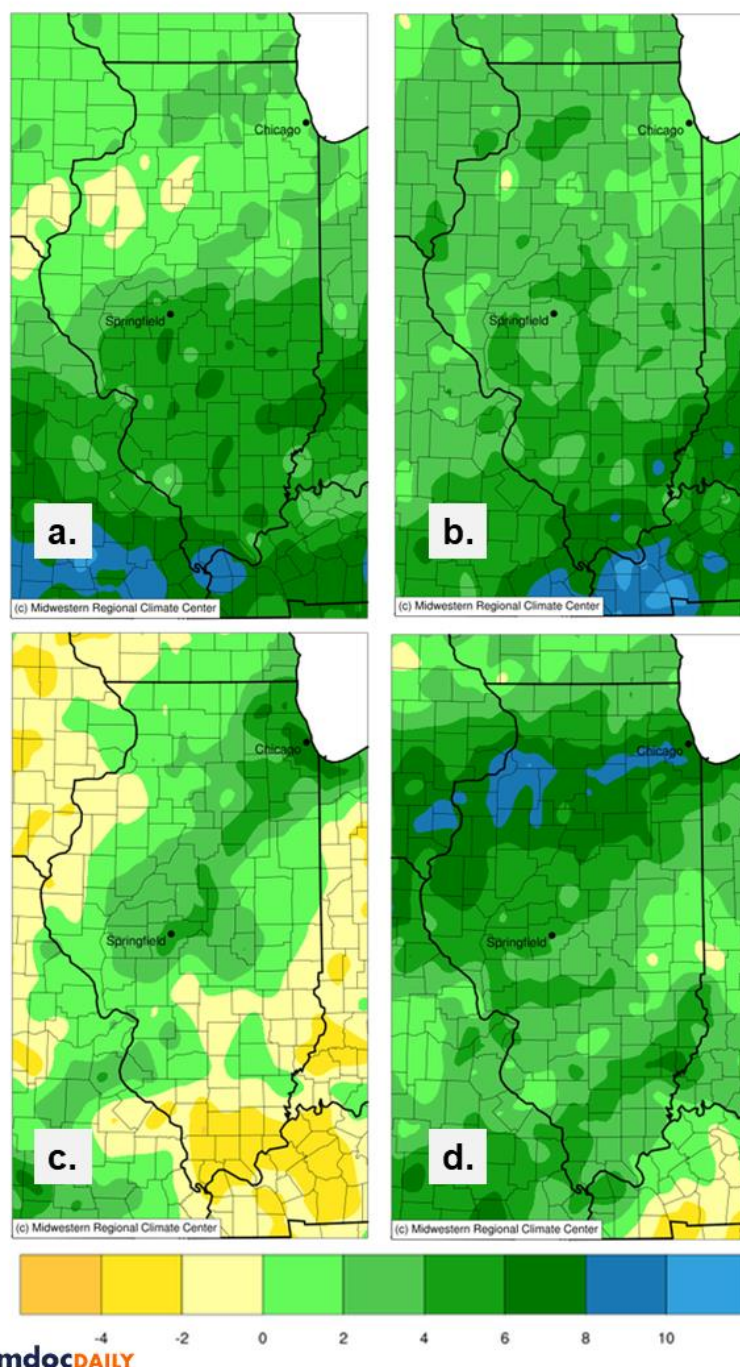 Chicago
Springfield
a.
(c) Midwestern Regional Climate Center
Chicago
Springfield
b.
(c) Midwestern Regional Climate Center
Chicago
Springfield
c.
(c) Midwestern Regional Climate Center
Chicago
Springfield
d.
(c) Midwestern Regional Climate Center
-4 -2 0 2 4 6 8 10
mdocDAILY